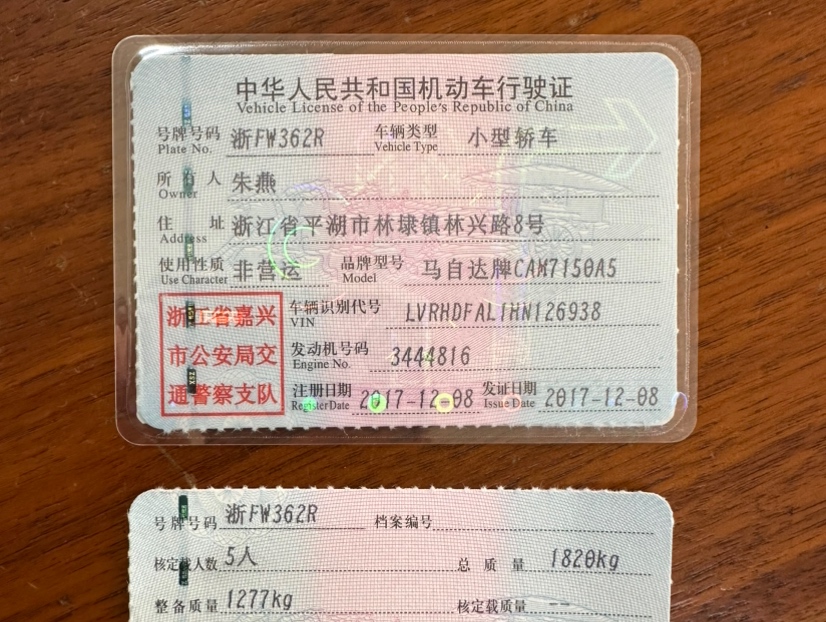 中华人民共和国机动车行驶证
Vehicle License of the People's Republic of China
号牌号码 浙FW362R 车辆类型 小型轿车
Plate No. Vehicle Type
所有人 朱燕
Owner
住址 浙江省平湖市林埭镇林兴路8号
Address
使用性质 非营运 品牌型号 马自达牌CAM7150A5
Use Character Model
浙江省嘉兴
市公安局交
通警察支队
车辆识别代号 LVRHDFAL1HN126938
VIN
发动机号码 3444816
Engine No.
注册日期 2017-12-08 发证日期 2017-12-08
Register Date Issue Date
号牌号码 浙FW362R 档案编号
核定载人数 5人 总质量 1820kg
整备质量 1277kg 核定载质量 --